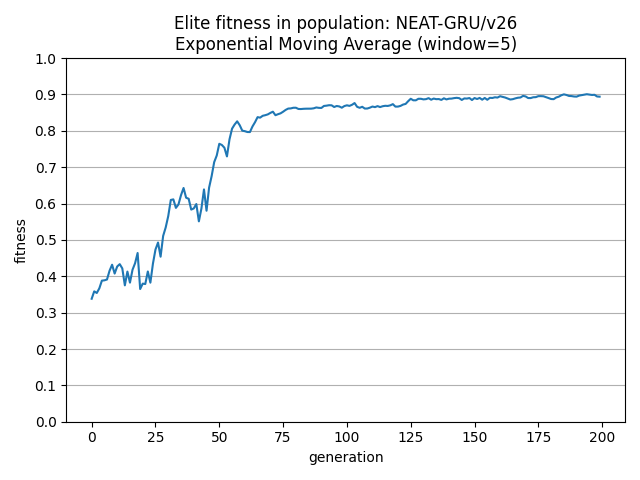 Elite fitness in population: NEAT-GRU/v26
Exponential Moving Average (window=5)
1.0
0.9
0.8
0.7
0.6
0.5
0.4
0.3
0.2
0.1
0.0
fitness
0 25 50 75 100 125 150 175 200
generation